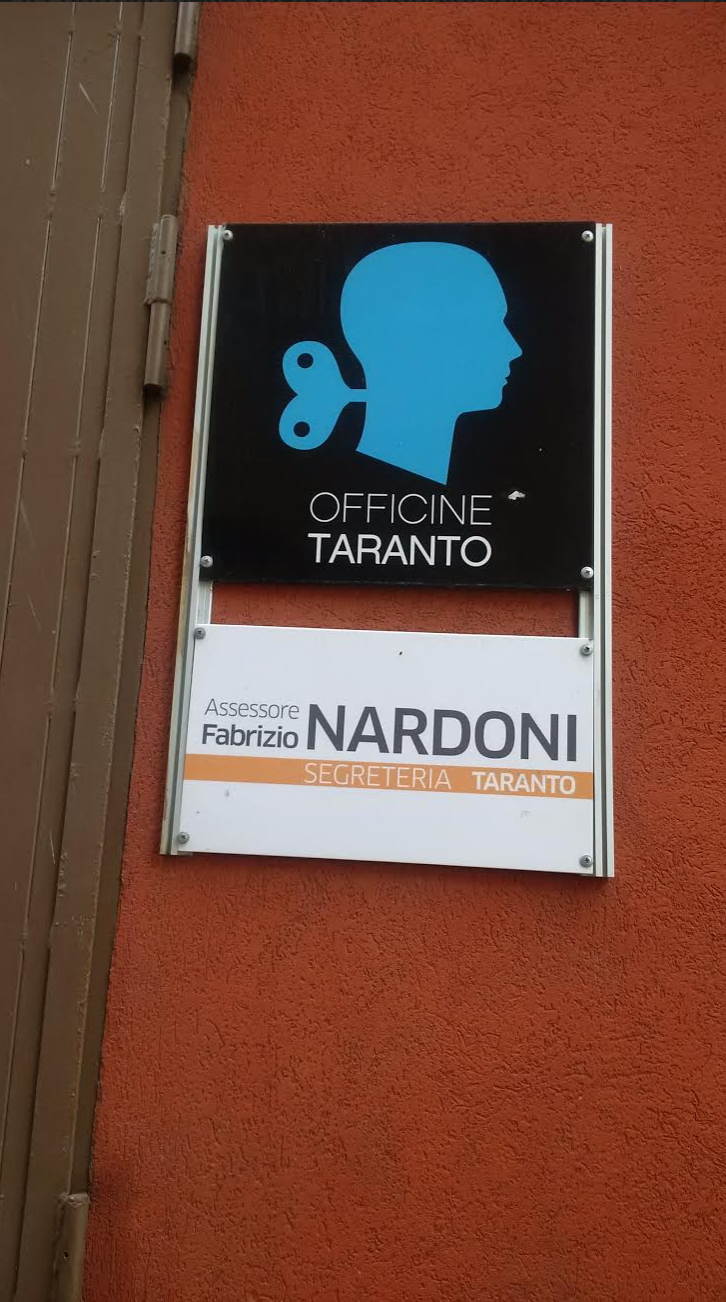 OFFICINE
TARANTO
Assessore
Fabrizio NARDONI
SEGRETERIA TARANTO